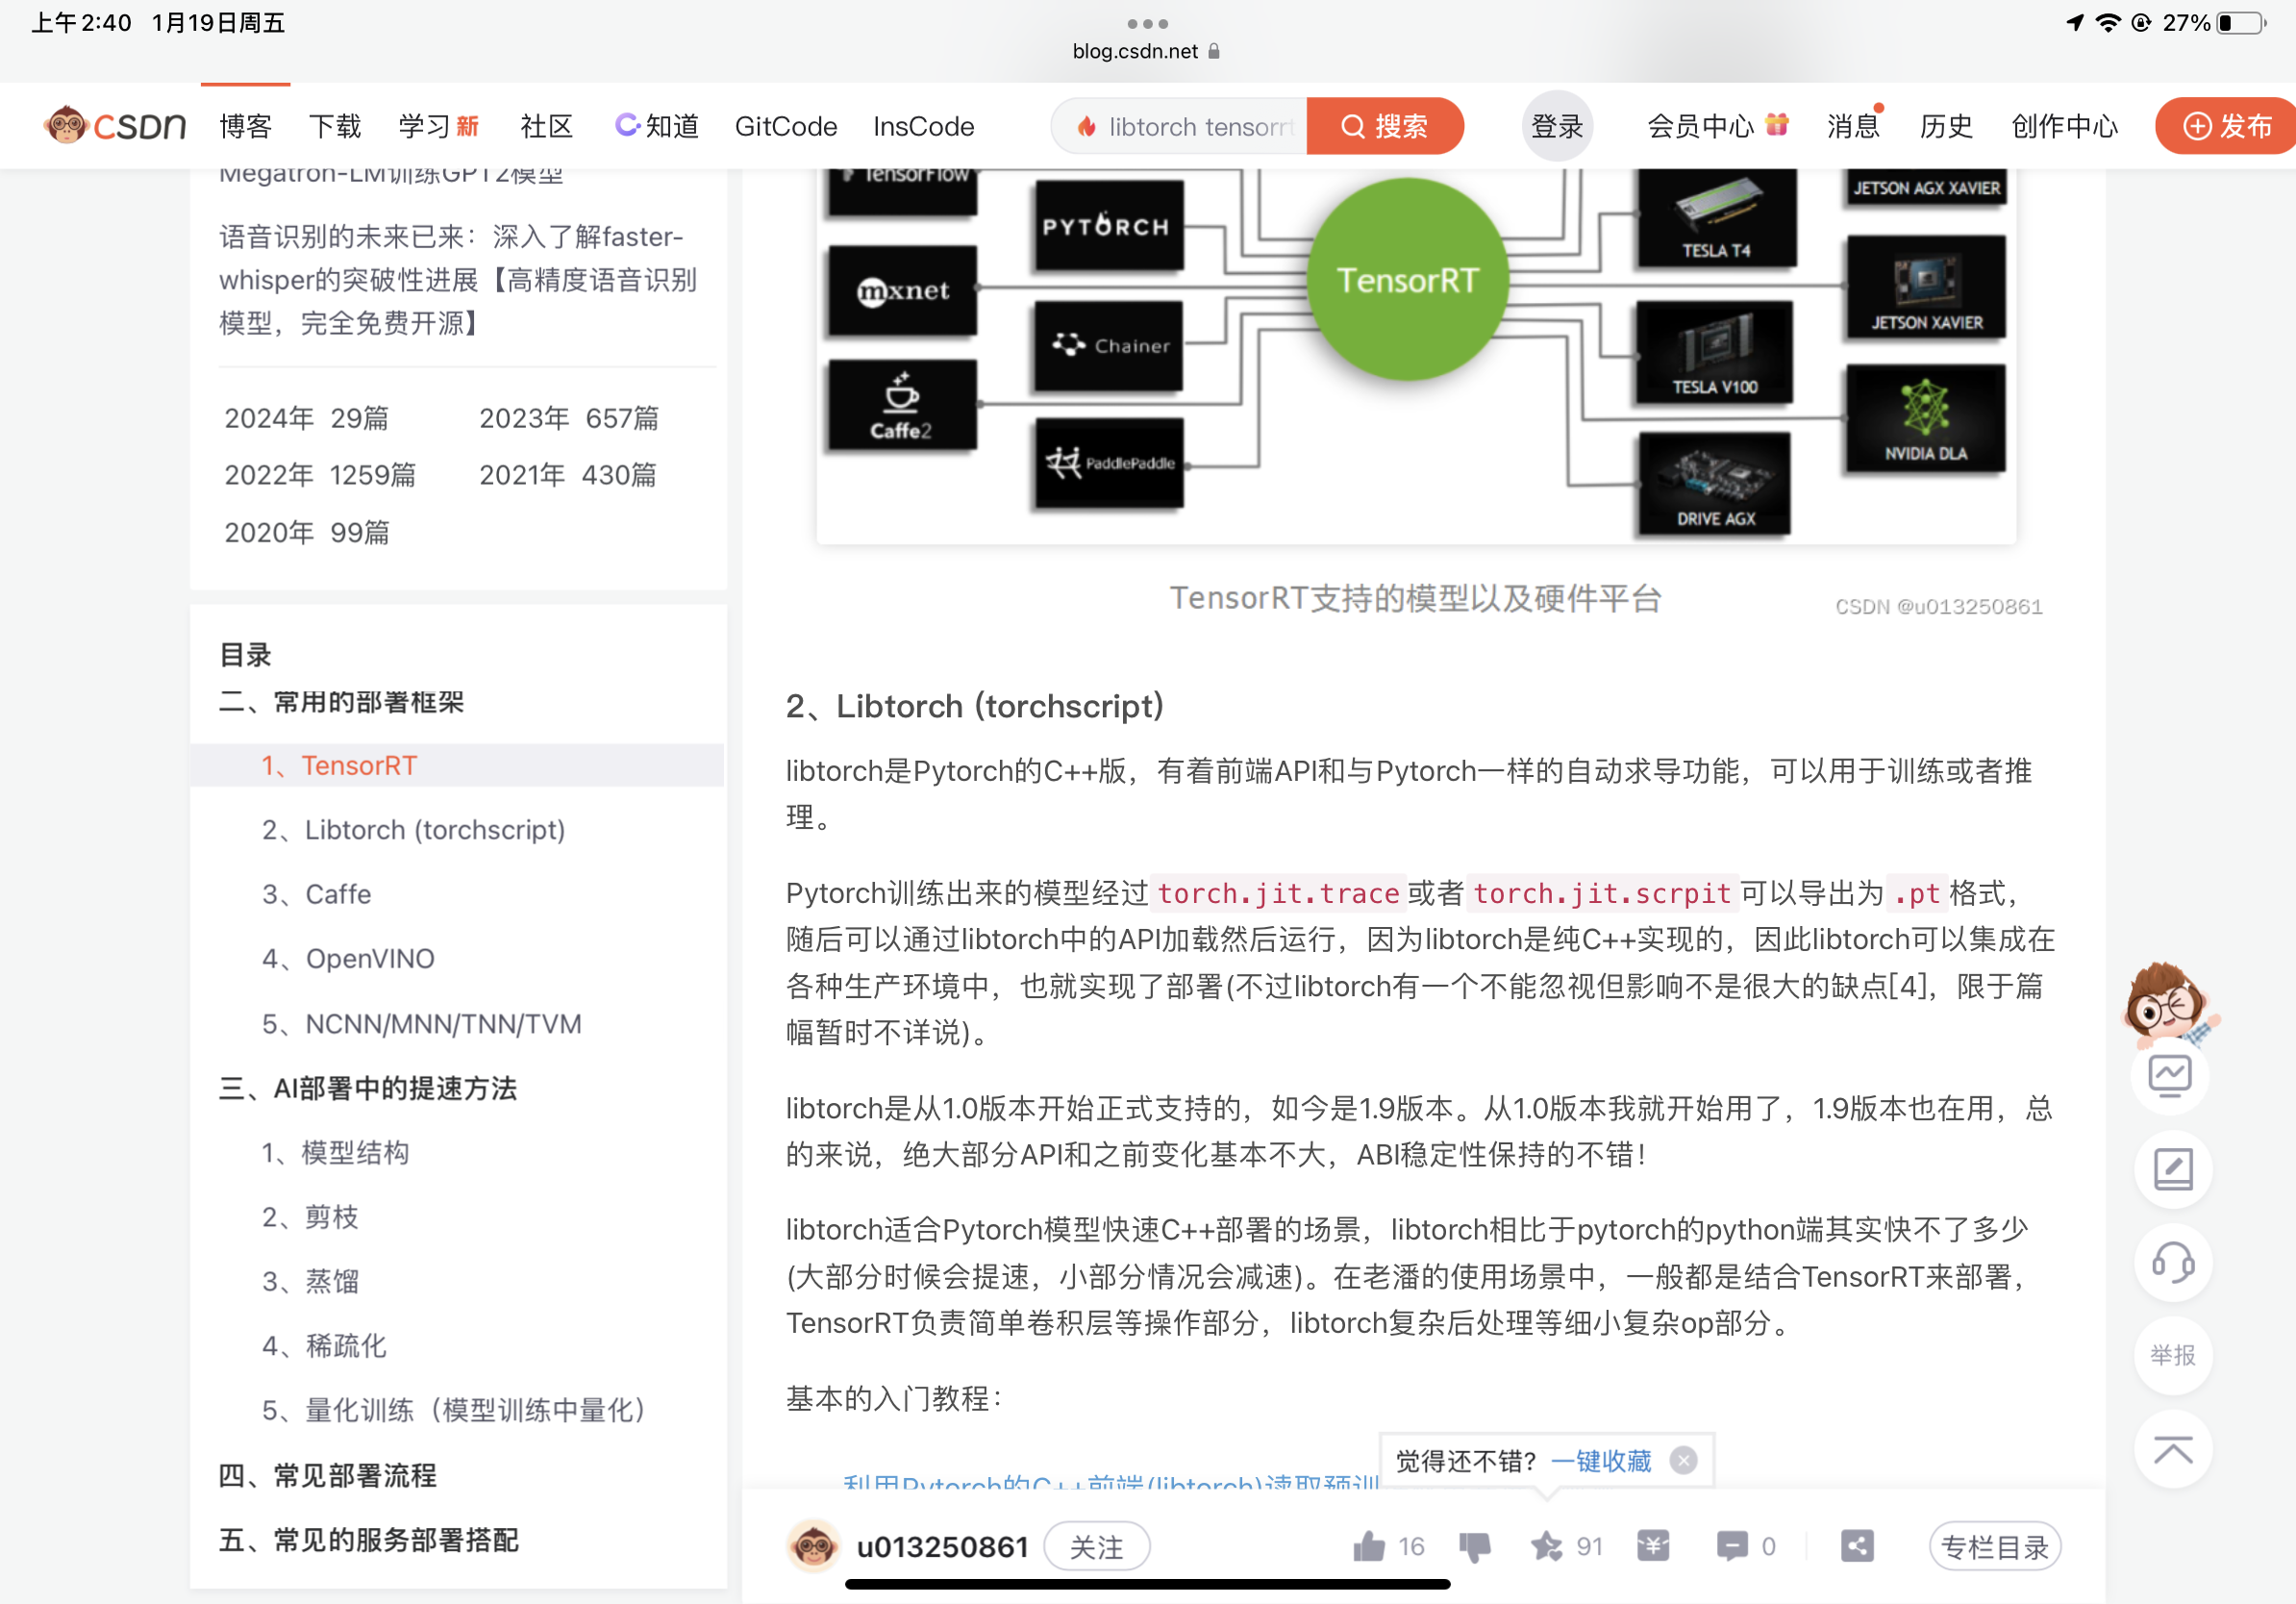 上午2:40 1月19日周五
27%
blog.csdn.net
CSDN 博客 下载 学习 新 社区 C知道 GitCode InsCode libtorch tensorrt 搜索 登录 会员中心 消息 历史 创作中心 发布
Megatron-LM训练GPT2模型
语音识别的未来已来：深入了解faster-
whisper的突破性进展【高精度语音识别
模型，完全免费开源】
2024年 29篇 2023年 657篇
2022年 1259篇 2021年 430篇
2020年 99篇
目录
二、常用的部署框架
1、TensorRT
2、Libtorch (torchscript)
3、Caffe
4、OpenVINO
5、NCNN/MNN/TNN/TVM
三、AI部署中的提速方法
1、模型结构
2、剪枝
3、蒸馏
4、稀疏化
5、量化训练（模型训练中量化）
四、常见部署流程
五、常见的服务部署搭配
TensorFlow
PYTORCH
mxnet
Chainer
Caffe2
PaddlePaddle
TensorRT
TESLA T4
JETSON AGX XAVIER
JETSON XAVIER
TESLA V100
NVIDIA DLA
DRIVE AGX
TensorRT支持的模型以及硬件平台
CSDN @u013250861
2、Libtorch (torchscript)
libtorch是Pytorch的C++版，有着前端API和与Pytorch一样的自动求导功能，可以用于训练或者推
理。
Pytorch训练出来的模型经过torch.jit.trace或者torch.jit.scrpit可以导出为.pt格式，
随后可以通过libtorch中的API加载然后运行，因为libtorch是纯C++实现的，因此libtorch可以集成在
各种生产环境中，也就实现了部署(不过libtorch有一个不能忽视但影响不是很大的缺点[4]，限于篇
幅暂时不详说)。
libtorch是从1.0版本开始正式支持的，如今是1.9版本。从1.0版本我就开始用了，1.9版本也在用，总
的来说，绝大部分API和之前变化基本不大，ABI稳定性保持的不错！
libtorch适合Pytorch模型快速C++部署的场景，libtorch相比于pytorch的python端其实快不了多少
(大部分时候会提速，小部分情况会减速)。在老潘的使用场景中，一般都是结合TensorRT来部署，
TensorRT负责简单卷积层等操作部分，libtorch复杂后处理等细小复杂op部分。
基本的入门教程：
利用Pytorch的C++前端(libtorch)读取预训
觉得还不错？ 一键收藏
u013250861 关注 16 91 0 专栏目录
举报